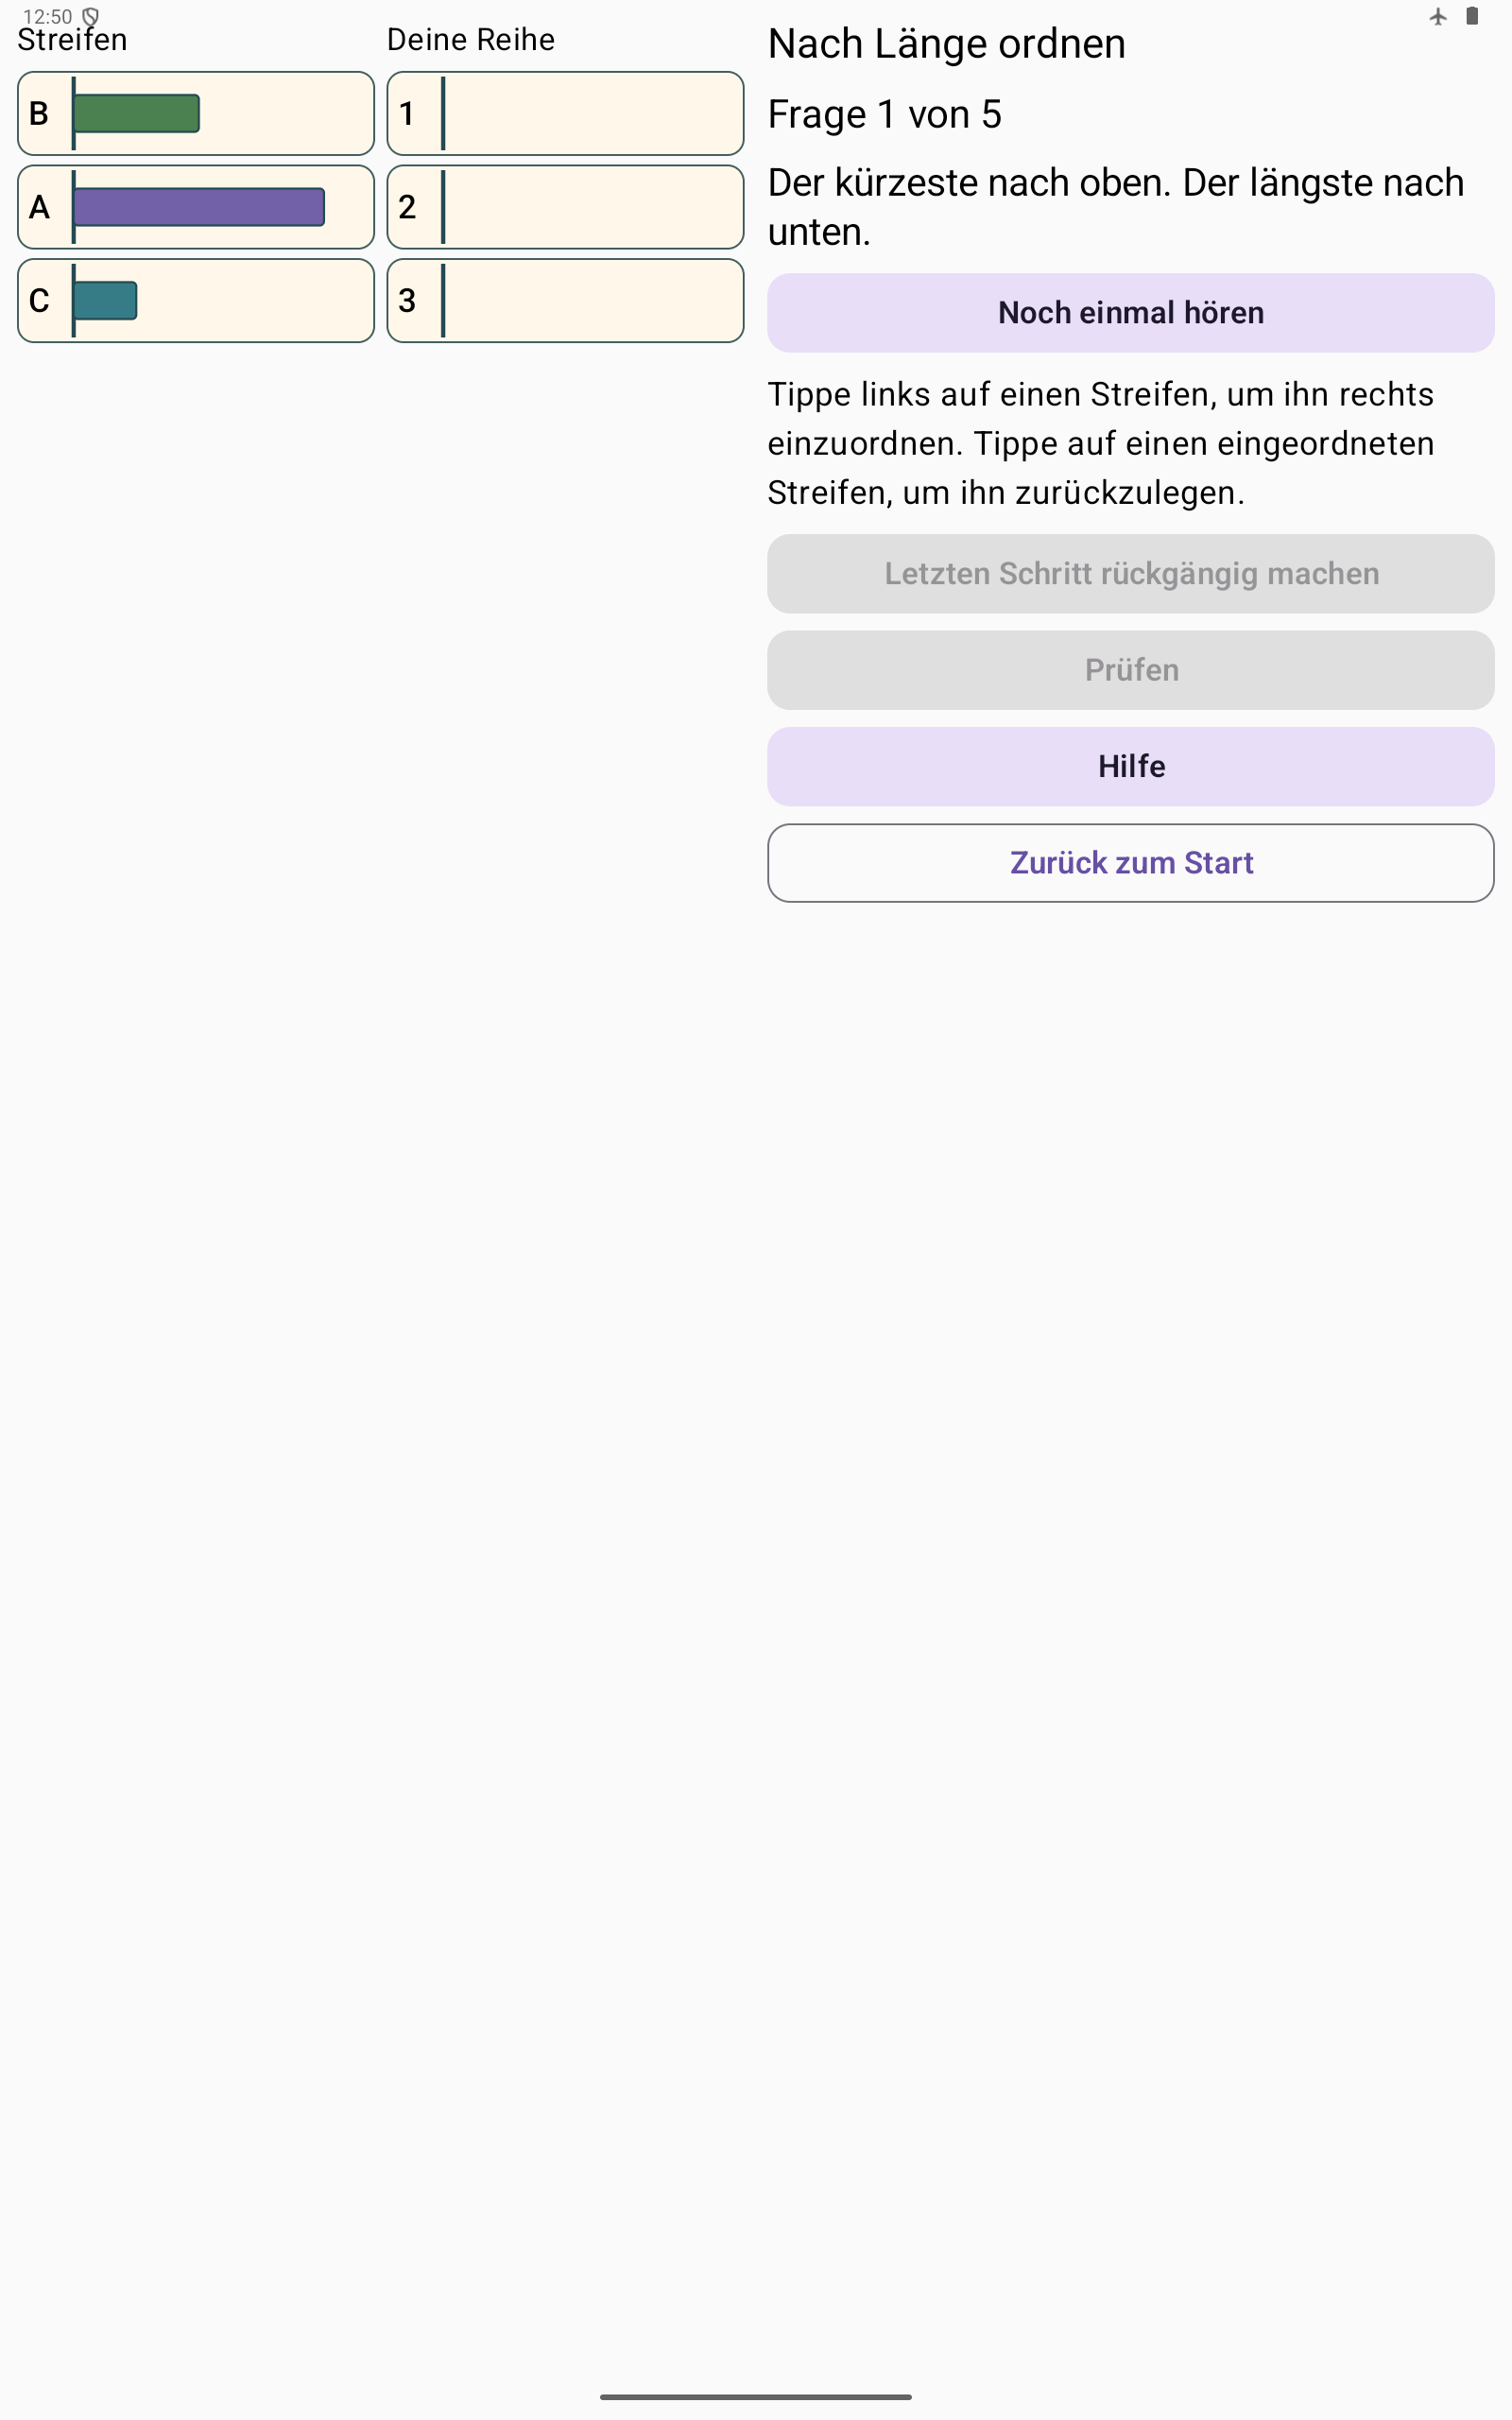 12:50
Streifen
B
A
C
Deine Reihe
1
2
3
Nach Länge ordnen
Frage 1 von 5
Der kürzeste nach oben. Der längste nach
unten.
Noch einmal hören
Tippe links auf einen Streifen, um ihn rechts
einzuordnen. Tippe auf einen eingeordneten
Streifen, um ihn zurückzulegen.
Letzten Schritt rückgängig machen
Prüfen
Hilfe
Zurück zum Start